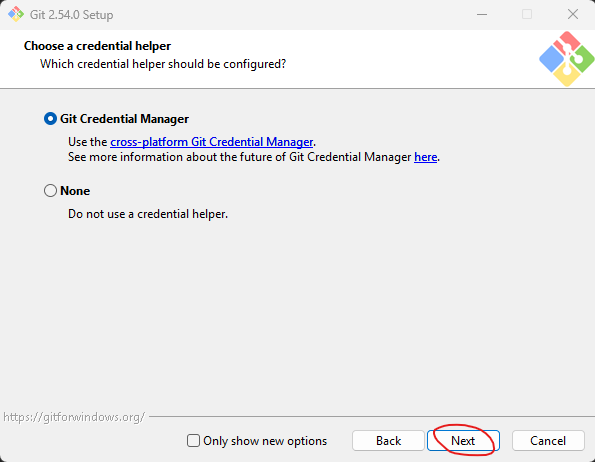 Git 2.54.0 Setup
Choose a credential helper
Which credential helper should be configured?
Git Credential Manager
Use the cross-platform Git Credential Manager.
See more information about the future of Git Credential Manager here.
None
Do not use a credential helper.
https://gitforwindows.org/
Only show new options
Back
Next
Cancel